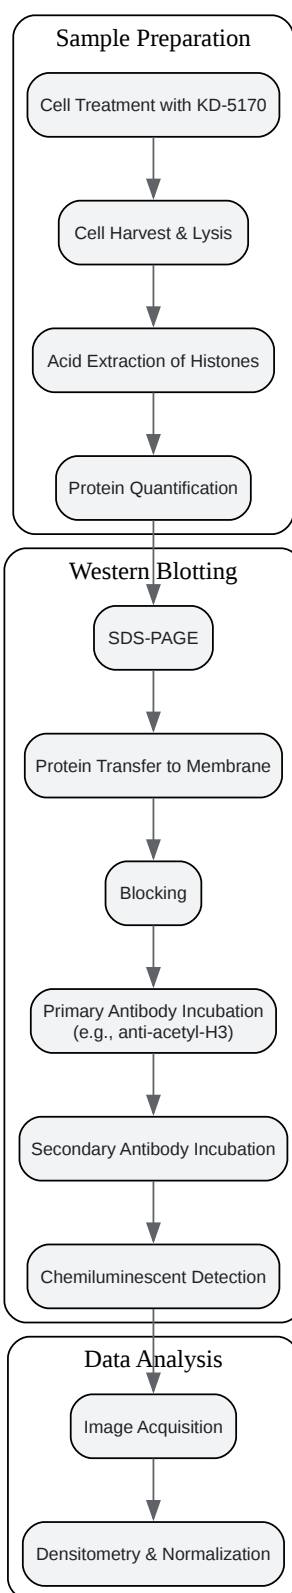 Sample Preparation
Cell Treatment with KD-5170
Cell Harvest & Lysis
Acid Extraction of Histones
Protein Quantification
Western Blotting
SDS-PAGE
Protein Transfer to Membrane
Blocking
Primary Antibody Incubation
(e.g., anti-acetyl-H3)
Secondary Antibody Incubation
Chemiluminescent Detection
Data Analysis
Image Acquisition
Densitometry & Normalization